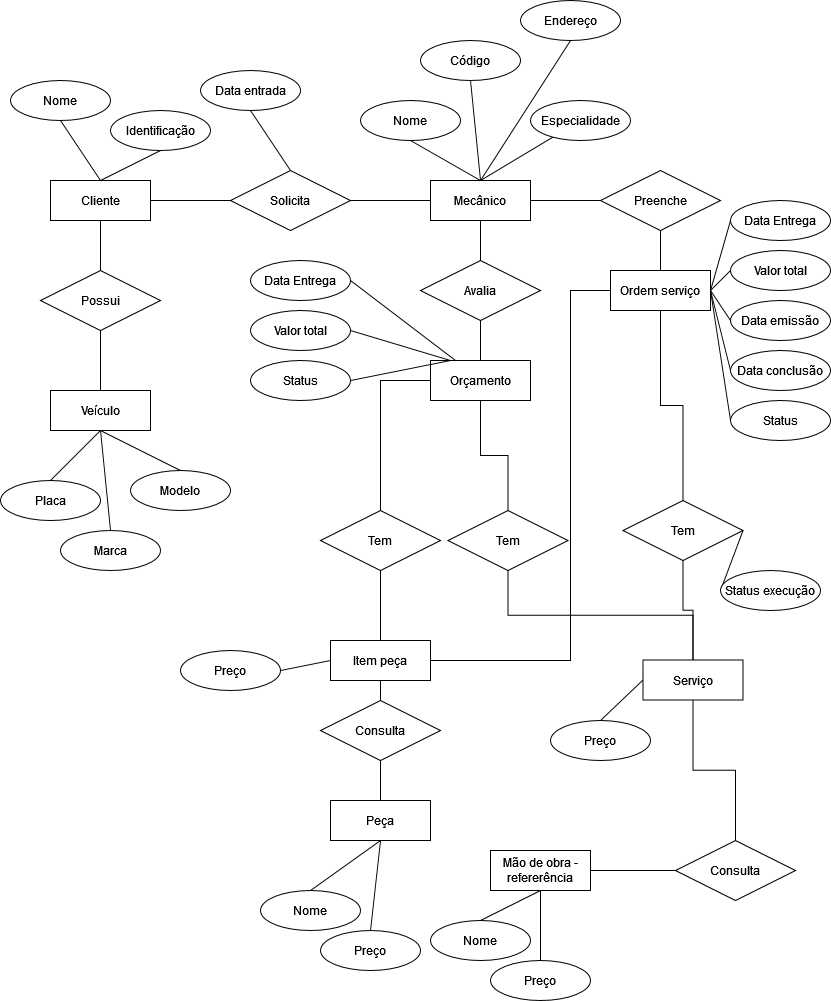 Endereço
Código
Data entrada
Nome
Nome
Especialidade
Identificação
Cliente
Solicita
Mecânico
Preenche
Data Entrega
Data Entrega
Valor total
Ordem serviço
Avalia
Possui
Data emissão
Valor total
Data conclusão
Status
Orçamento
Veículo
Status
Modelo
Placa
Tem
Tem
Tem
Marca
Status execução
Item peça
Preço
Serviço
Consulta
Preço
Peça
Mão de obra -
refererência
Consulta
Nome
Nome
Preço
Preço